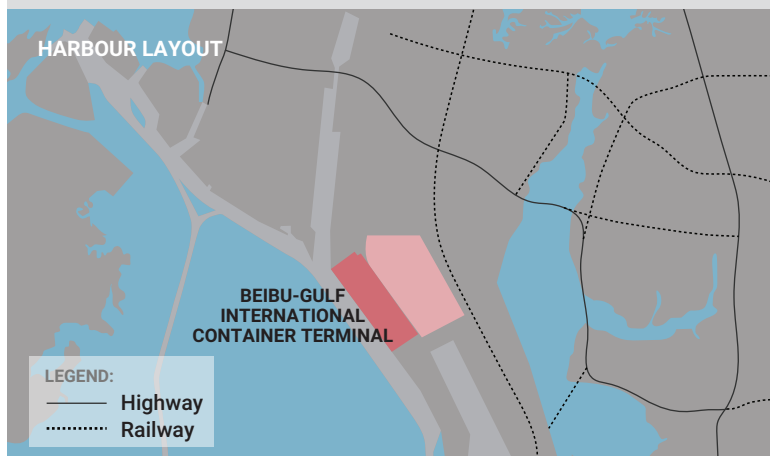 HARBOUR LAYOUT
BEIBU-GULF
INTERNATIONAL
CONTAINER TERMINAL
LEGEND:
Highway
Railway